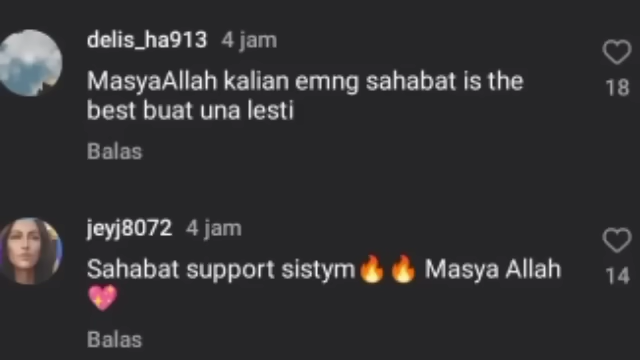 delis_ha913 4 jam
MasyaAllah kalian emng sahabat is the
best buat una lesti
18
Balas
jeyj8072 4 jam
Sahabat support sistym🔥🔥 Masya Allah
💖
14
Balas